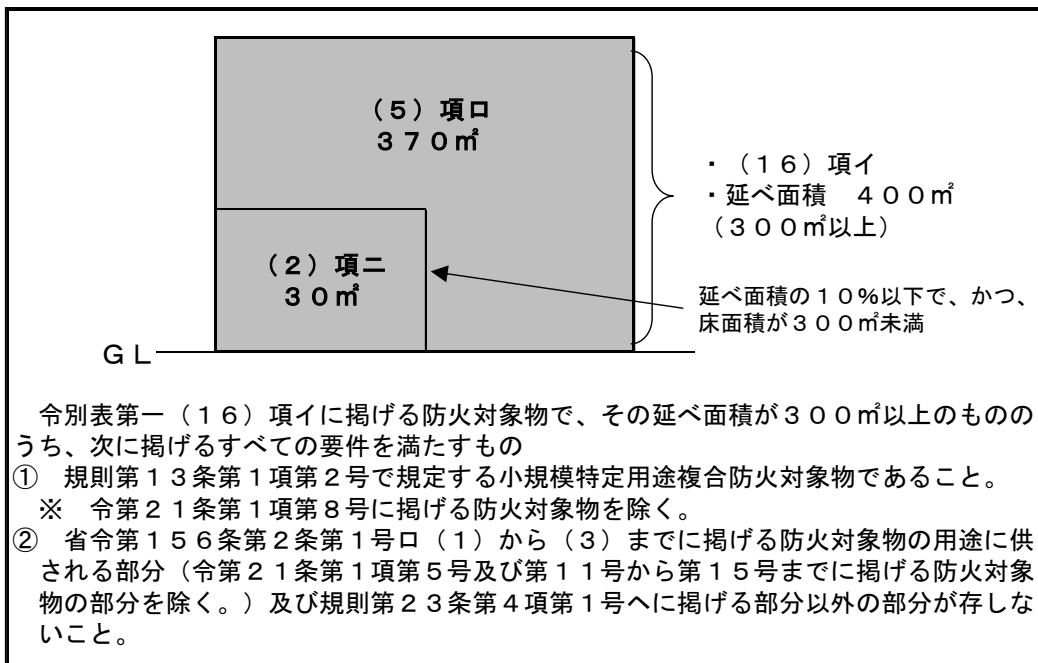 （５）項ロ
３７０㎡
（２）項ニ
３０㎡
・（１６）項イ
・延べ面積　４００㎡
（３００㎡以上）
延べ面積の１０％以下で、かつ、
床面積が３００㎡未満
ＧＬ
令別表第一（１６）項イに掲げる防火対象物で、その延べ面積が３００㎡以上のものの
うち、次に掲げるすべての要件を満たすもの
①　規則第１３条第１項第２号で規定する小規模特定用途複合防火対象物であること。
※　令第２１条第１項第８号に掲げる防火対象物を除く。
②　省令第１５６条第２条第１号ロ（１）から（３）までに掲げる防火対象物の用途に供
される部分（令第２１条第１項第５号及び第１１号から第１５号までに掲げる防火対象
物の部分を除く。）及び規則第２３条第４項第１号ヘに掲げる部分以外の部分が存しな
いこと。